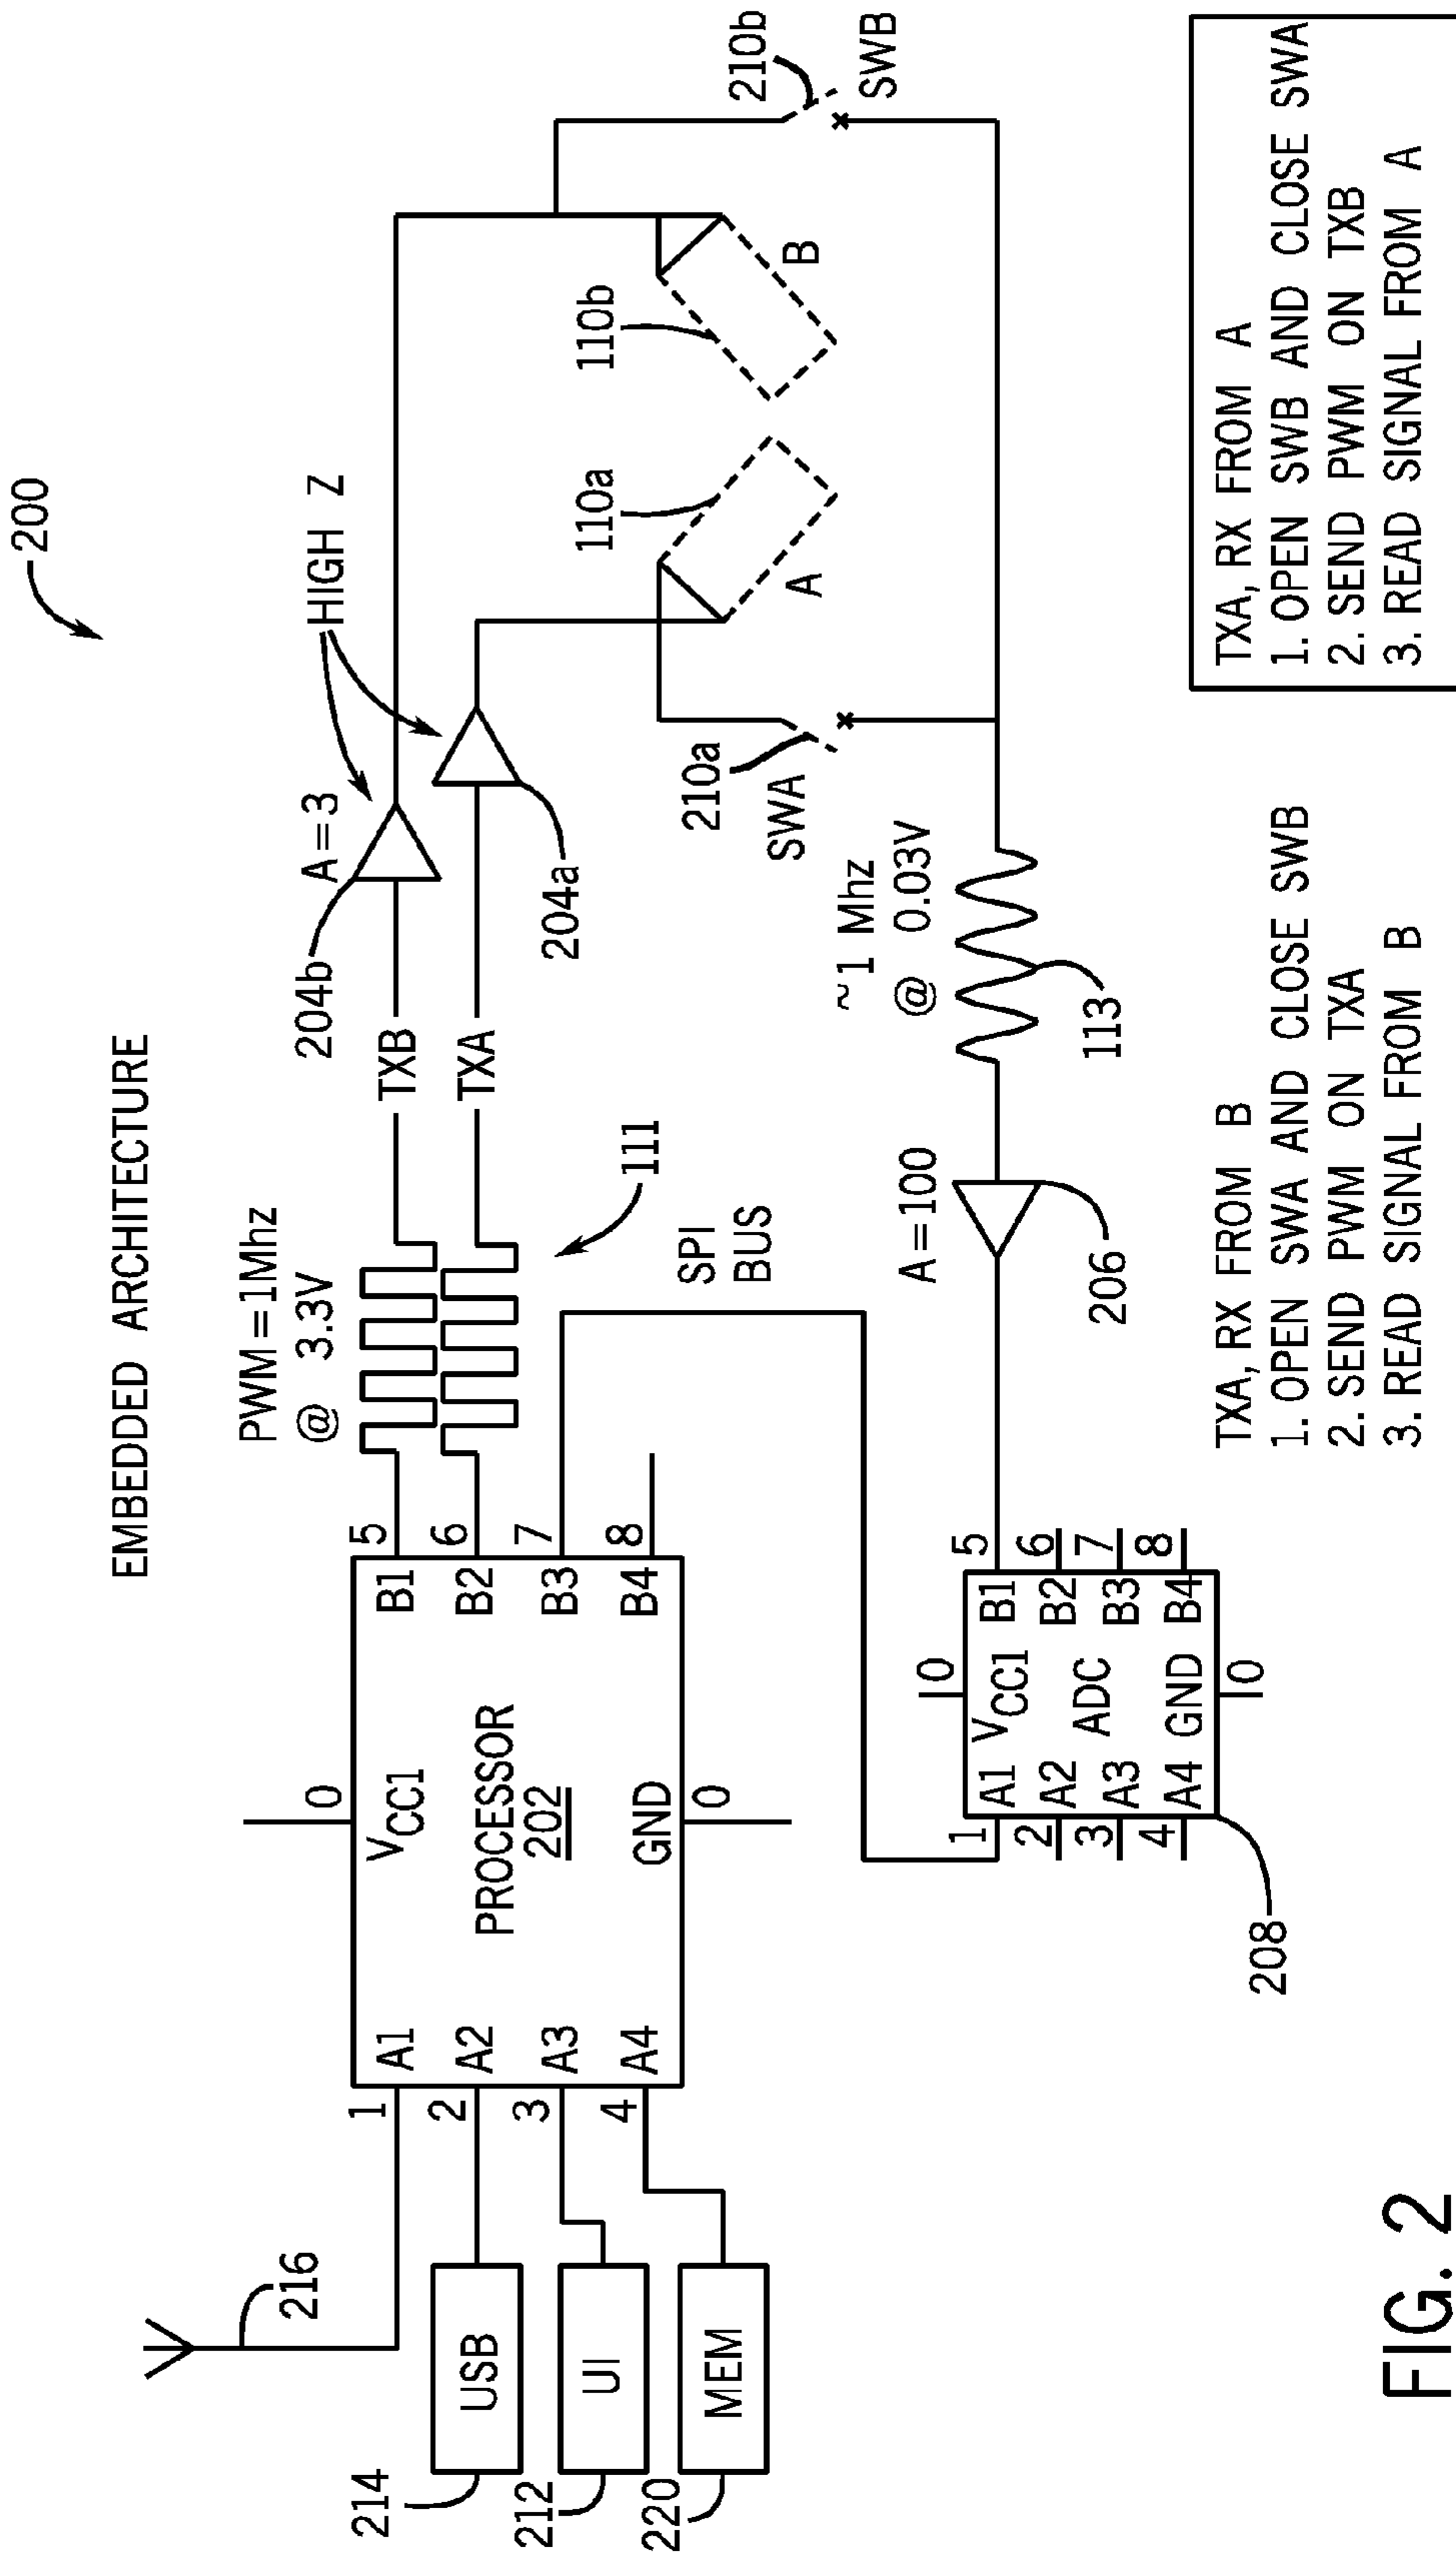 200
EMBEDDED ARCHITECTURE
PWM=1Mhz
@ 3.3V
204b
A=3
HIGH Z
TXB
TXA
204a
111
SPI
BUS
216
214
USB
212
UI
220
MEM
1 A1
2 A2
3 A3
4 A4
0
VCC1
PROCESSOR
202
GND
0
B1 5
B2 6
B3 7
B4 8
110a
A
110b
B
210a
SWA
210b
SWB
~1 Mhz
@ 0.03V
113
A=100
206
1 A1
2 A2
3 A3
4 A4
0
VCC1
ADC
GND
0
B1 5
B2 6
B3 7
B4 8
208
TXA, RX FROM B
1. OPEN SWA AND CLOSE SWB
2. SEND PWM ON TXA
3. READ SIGNAL FROM B
TXA, RX FROM A
1. OPEN SWB AND CLOSE SWA
2. SEND PWM ON TXB
3. READ SIGNAL FROM A
FIG. 2